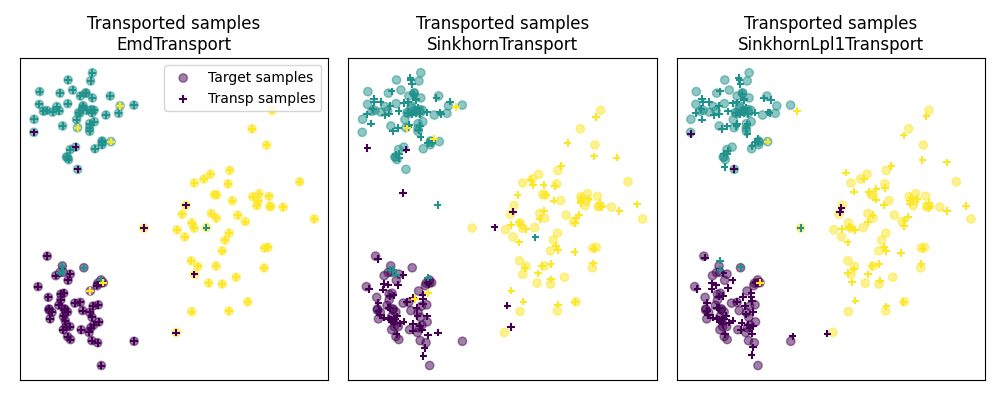 Transported samples
EmdTransport
Target samples
Transp samples
Transported samples
SinkhornTransport
Transported samples
SinkhornLpl1Transport